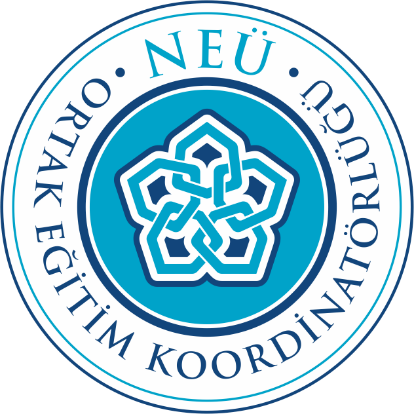 NEÜ
ORTAK EĞİTİM KOORDİNATÖRLÜĞÜ